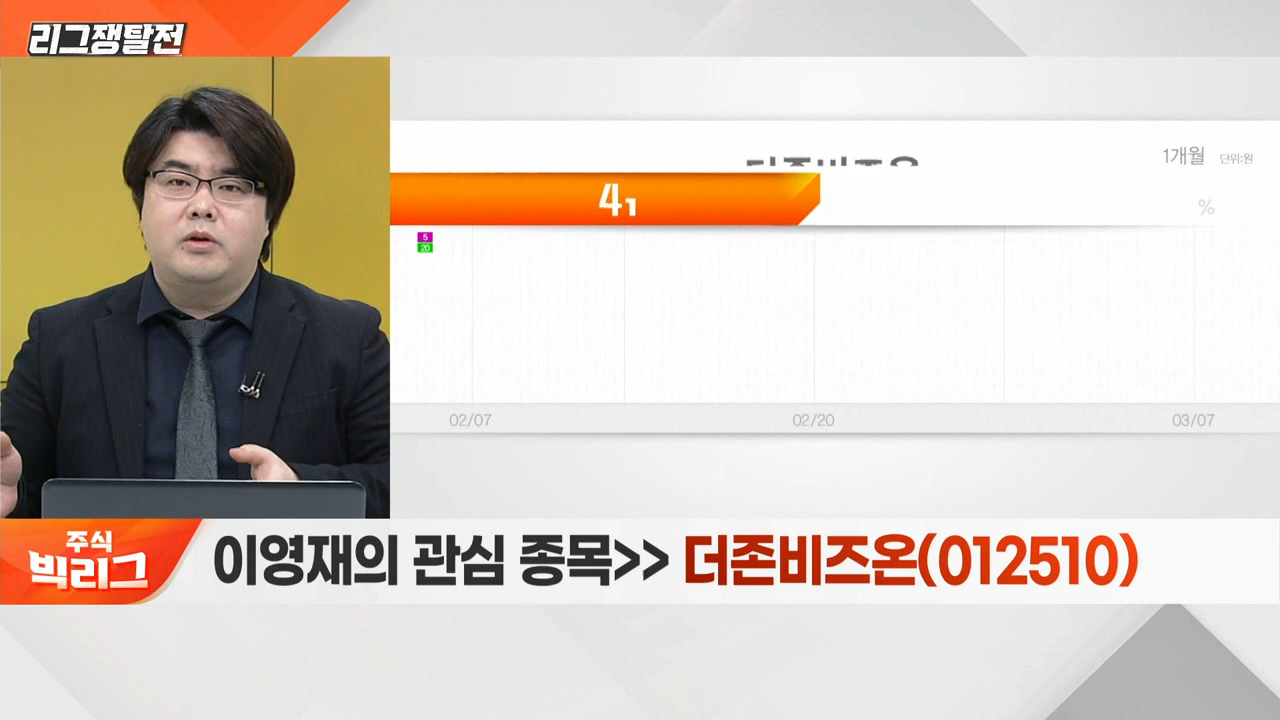 리그쟁탈전
1개월 단위:원
41
%
5
20
02/07 02/20 03/07
주식
빅리그
이영재의 관심 종목>> 더존비즈온(012510)